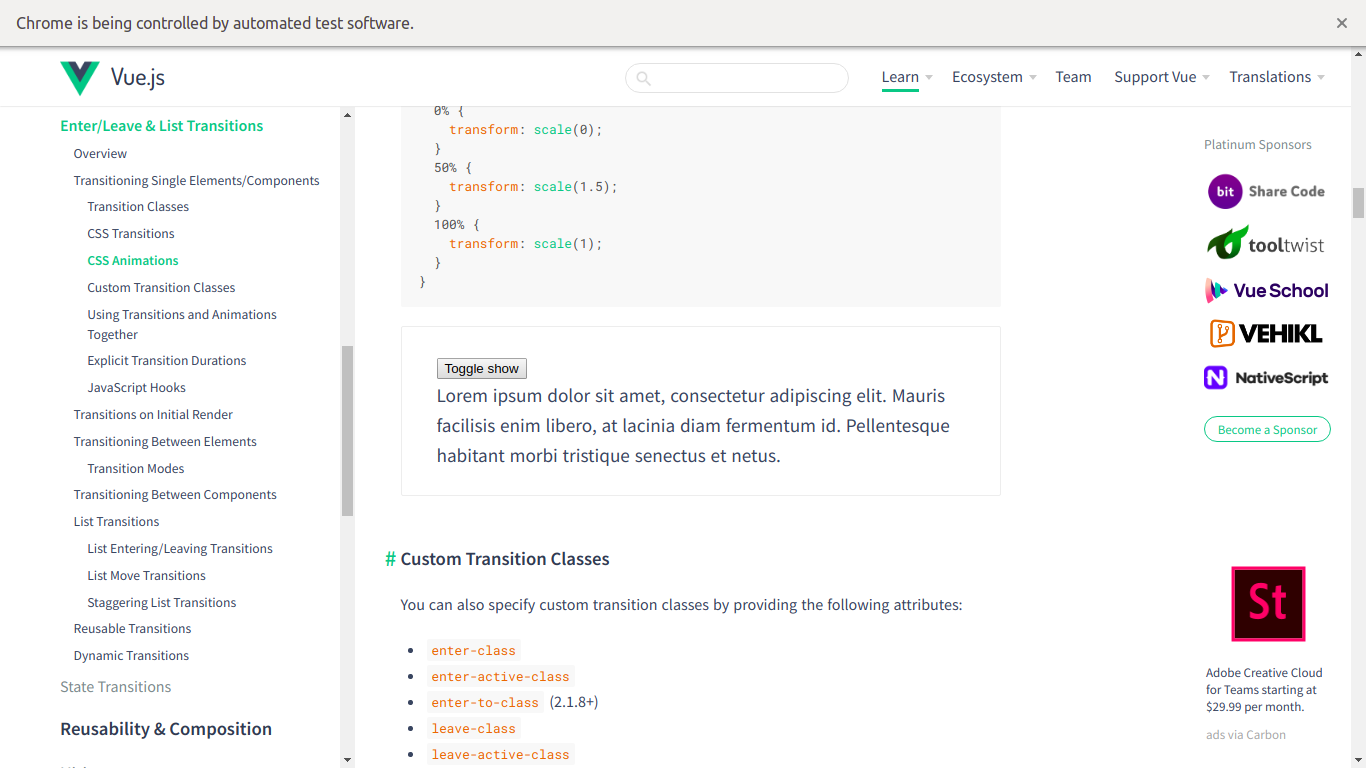 Chrome is being controlled by automated test software.
Vue.js
Learn
Ecosystem
Team
Support Vue
Translations
Enter/Leave & List Transitions
Overview
Transitioning Single Elements/Components
Transition Classes
CSS Transitions
CSS Animations
Custom Transition Classes
Using Transitions and Animations
Together
Explicit Transition Durations
JavaScript Hooks
Transitions on Initial Render
Transitioning Between Elements
Transition Modes
Transitioning Between Components
List Transitions
List Entering/Leaving Transitions
List Move Transitions
Staggering List Transitions
Reusable Transitions
Dynamic Transitions
State Transitions
Reusability & Composition
0% {
transform: scale(0);
}
50% {
transform: scale(1.5);
}
100% {
transform: scale(1);
}
}
Toggle show
Lorem ipsum dolor sit amet, consectetur adipiscing elit. Mauris
facilisis enim libero, at lacinia diam fermentum id. Pellentesque
habitant morbi tristique senectus et netus.
# Custom Transition Classes
You can also specify custom transition classes by providing the following attributes:
enter-class
enter-active-class
enter-to-class (2.1.8+)
leave-class
leave-active-class
Platinum Sponsors
bit Share Code
tooltwist
Vue School
VEHIKL
N NativeScript
Become a Sponsor
St
Adobe Creative Cloud
for Teams starting at
$29.99 per month.
ads via Carbon